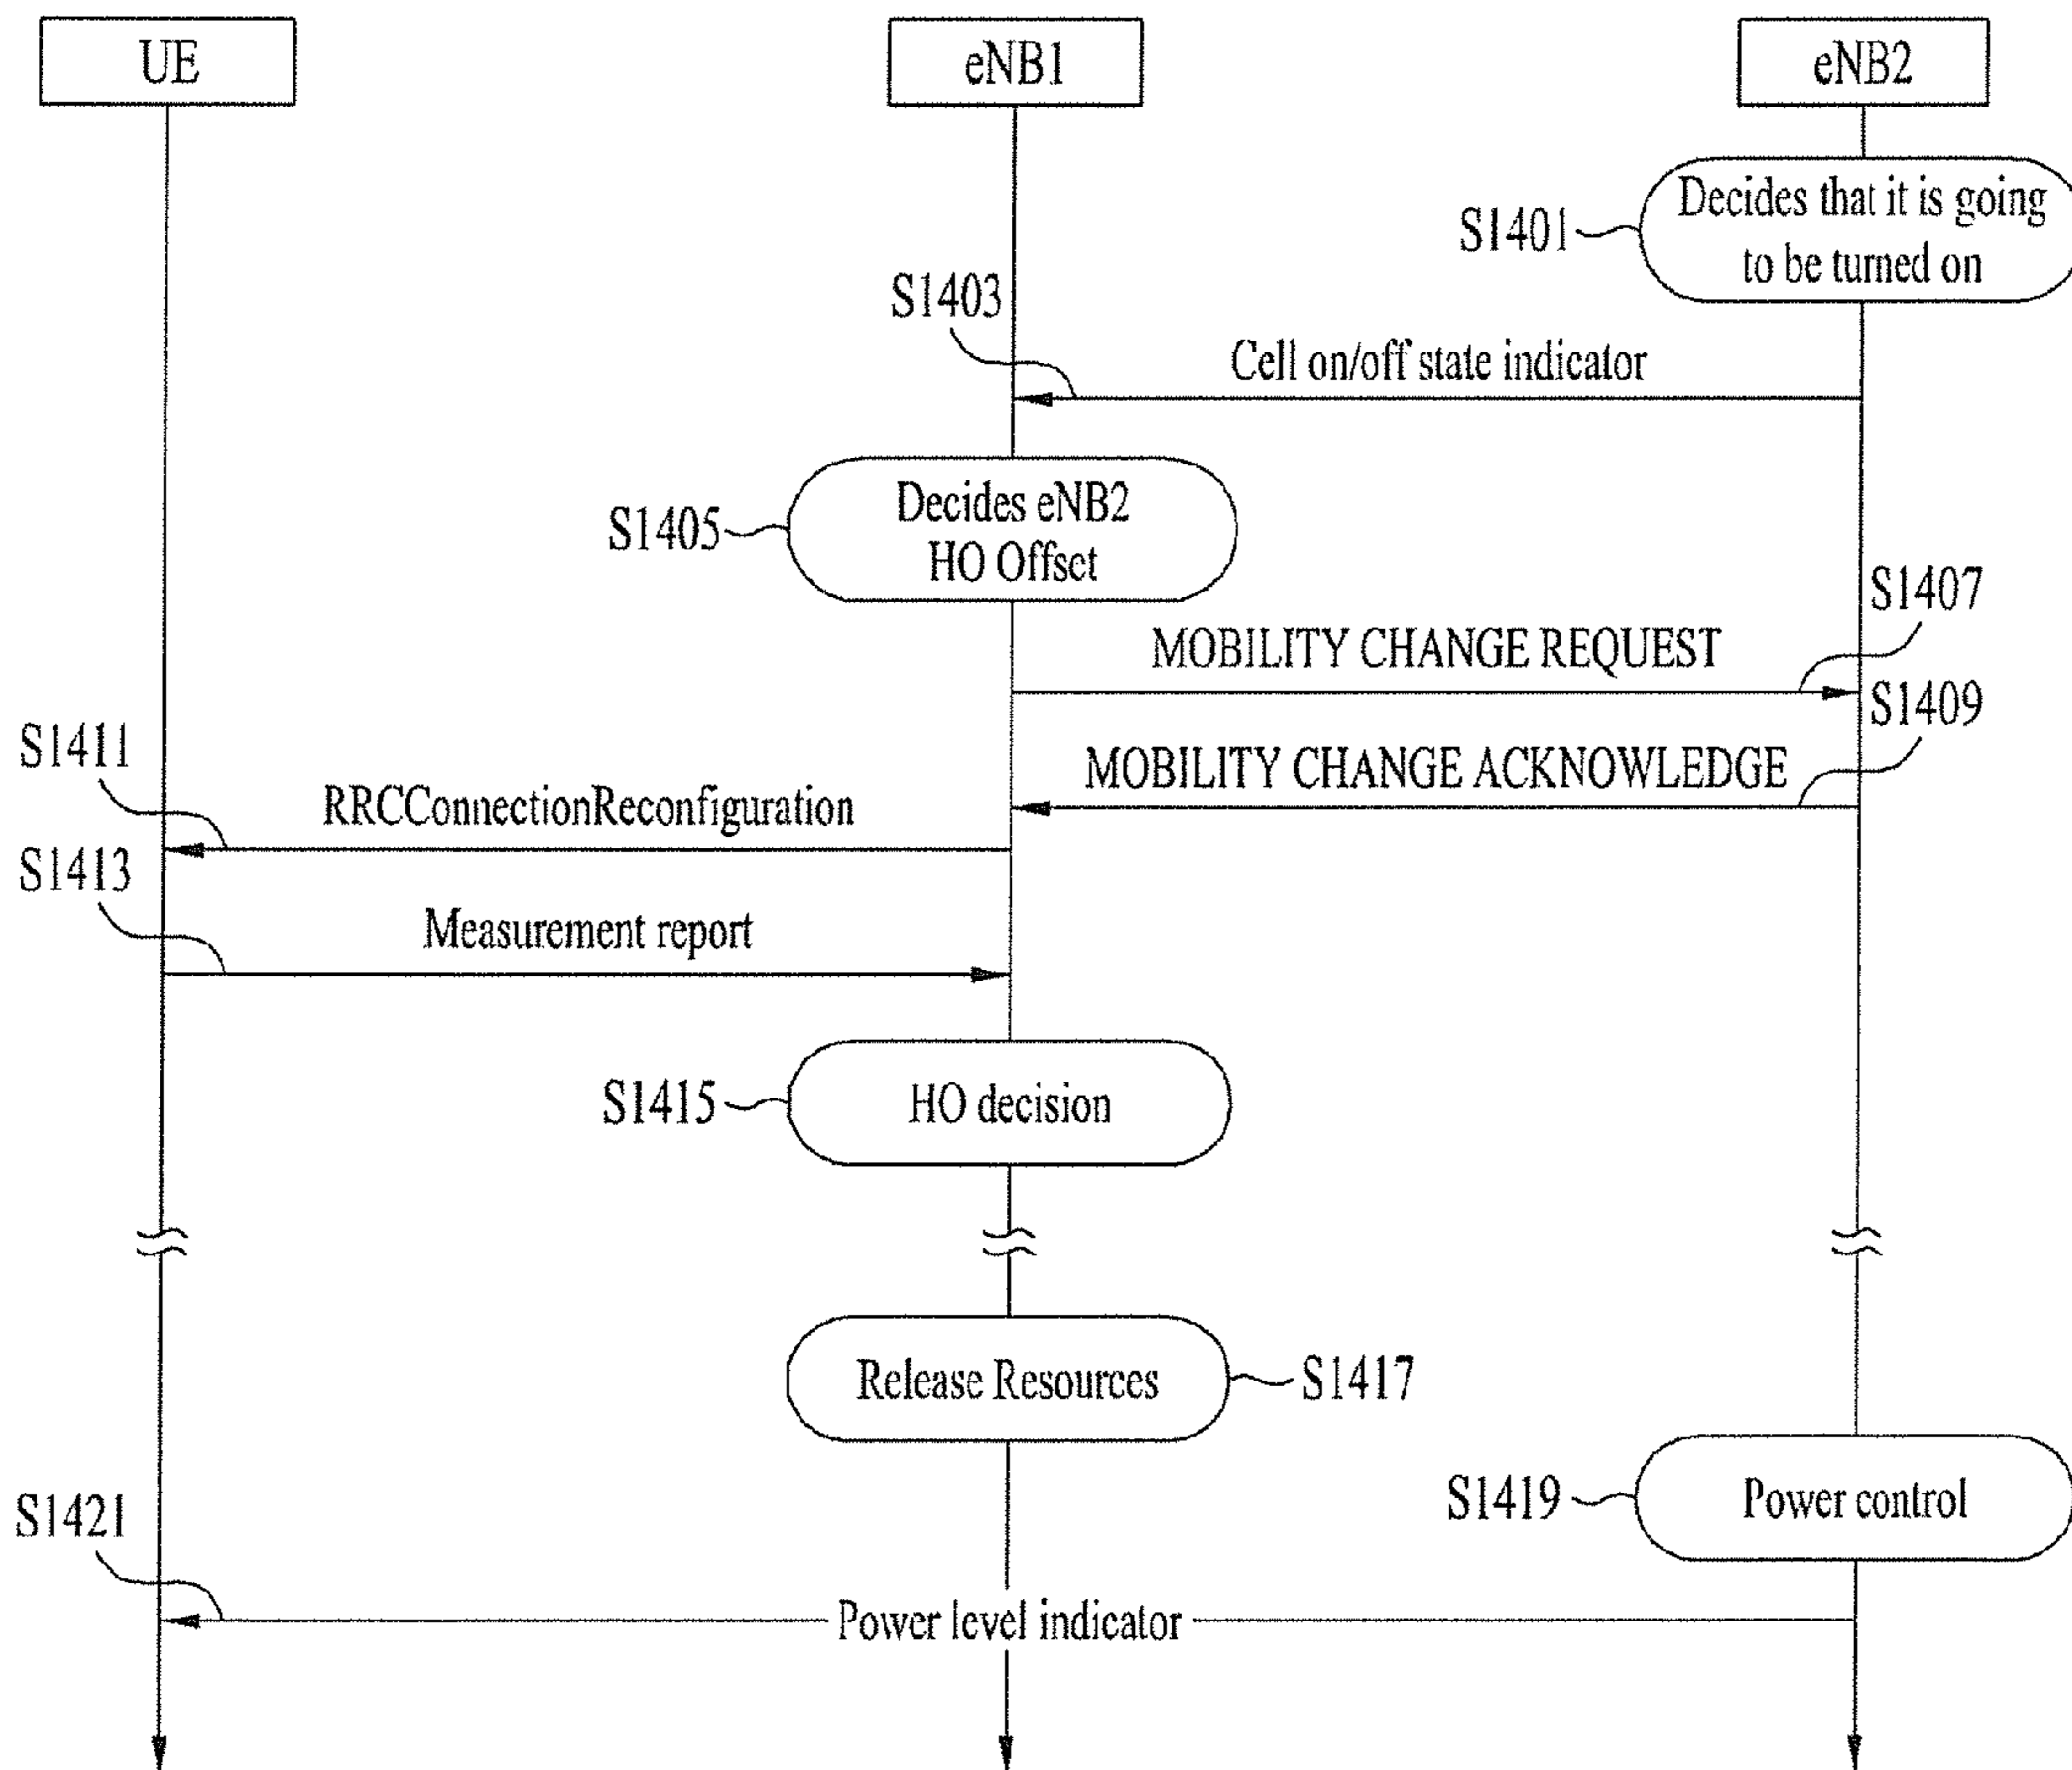 UE
eNB1
eNB2
S1401
Decides that it is going
to be turned on
S1403
Cell on/off state indicator
S1405
Decides eNB2
HO Offset
S1407
MOBILITY CHANGE REQUEST
S1409
MOBILITY CHANGE ACKNOWLEDGE
S1411
RRCConnectionReconfiguration
S1413
Measurement report
S1415
HO decision
Release Resources
S1417
S1419
Power control
S1421
Power level indicator